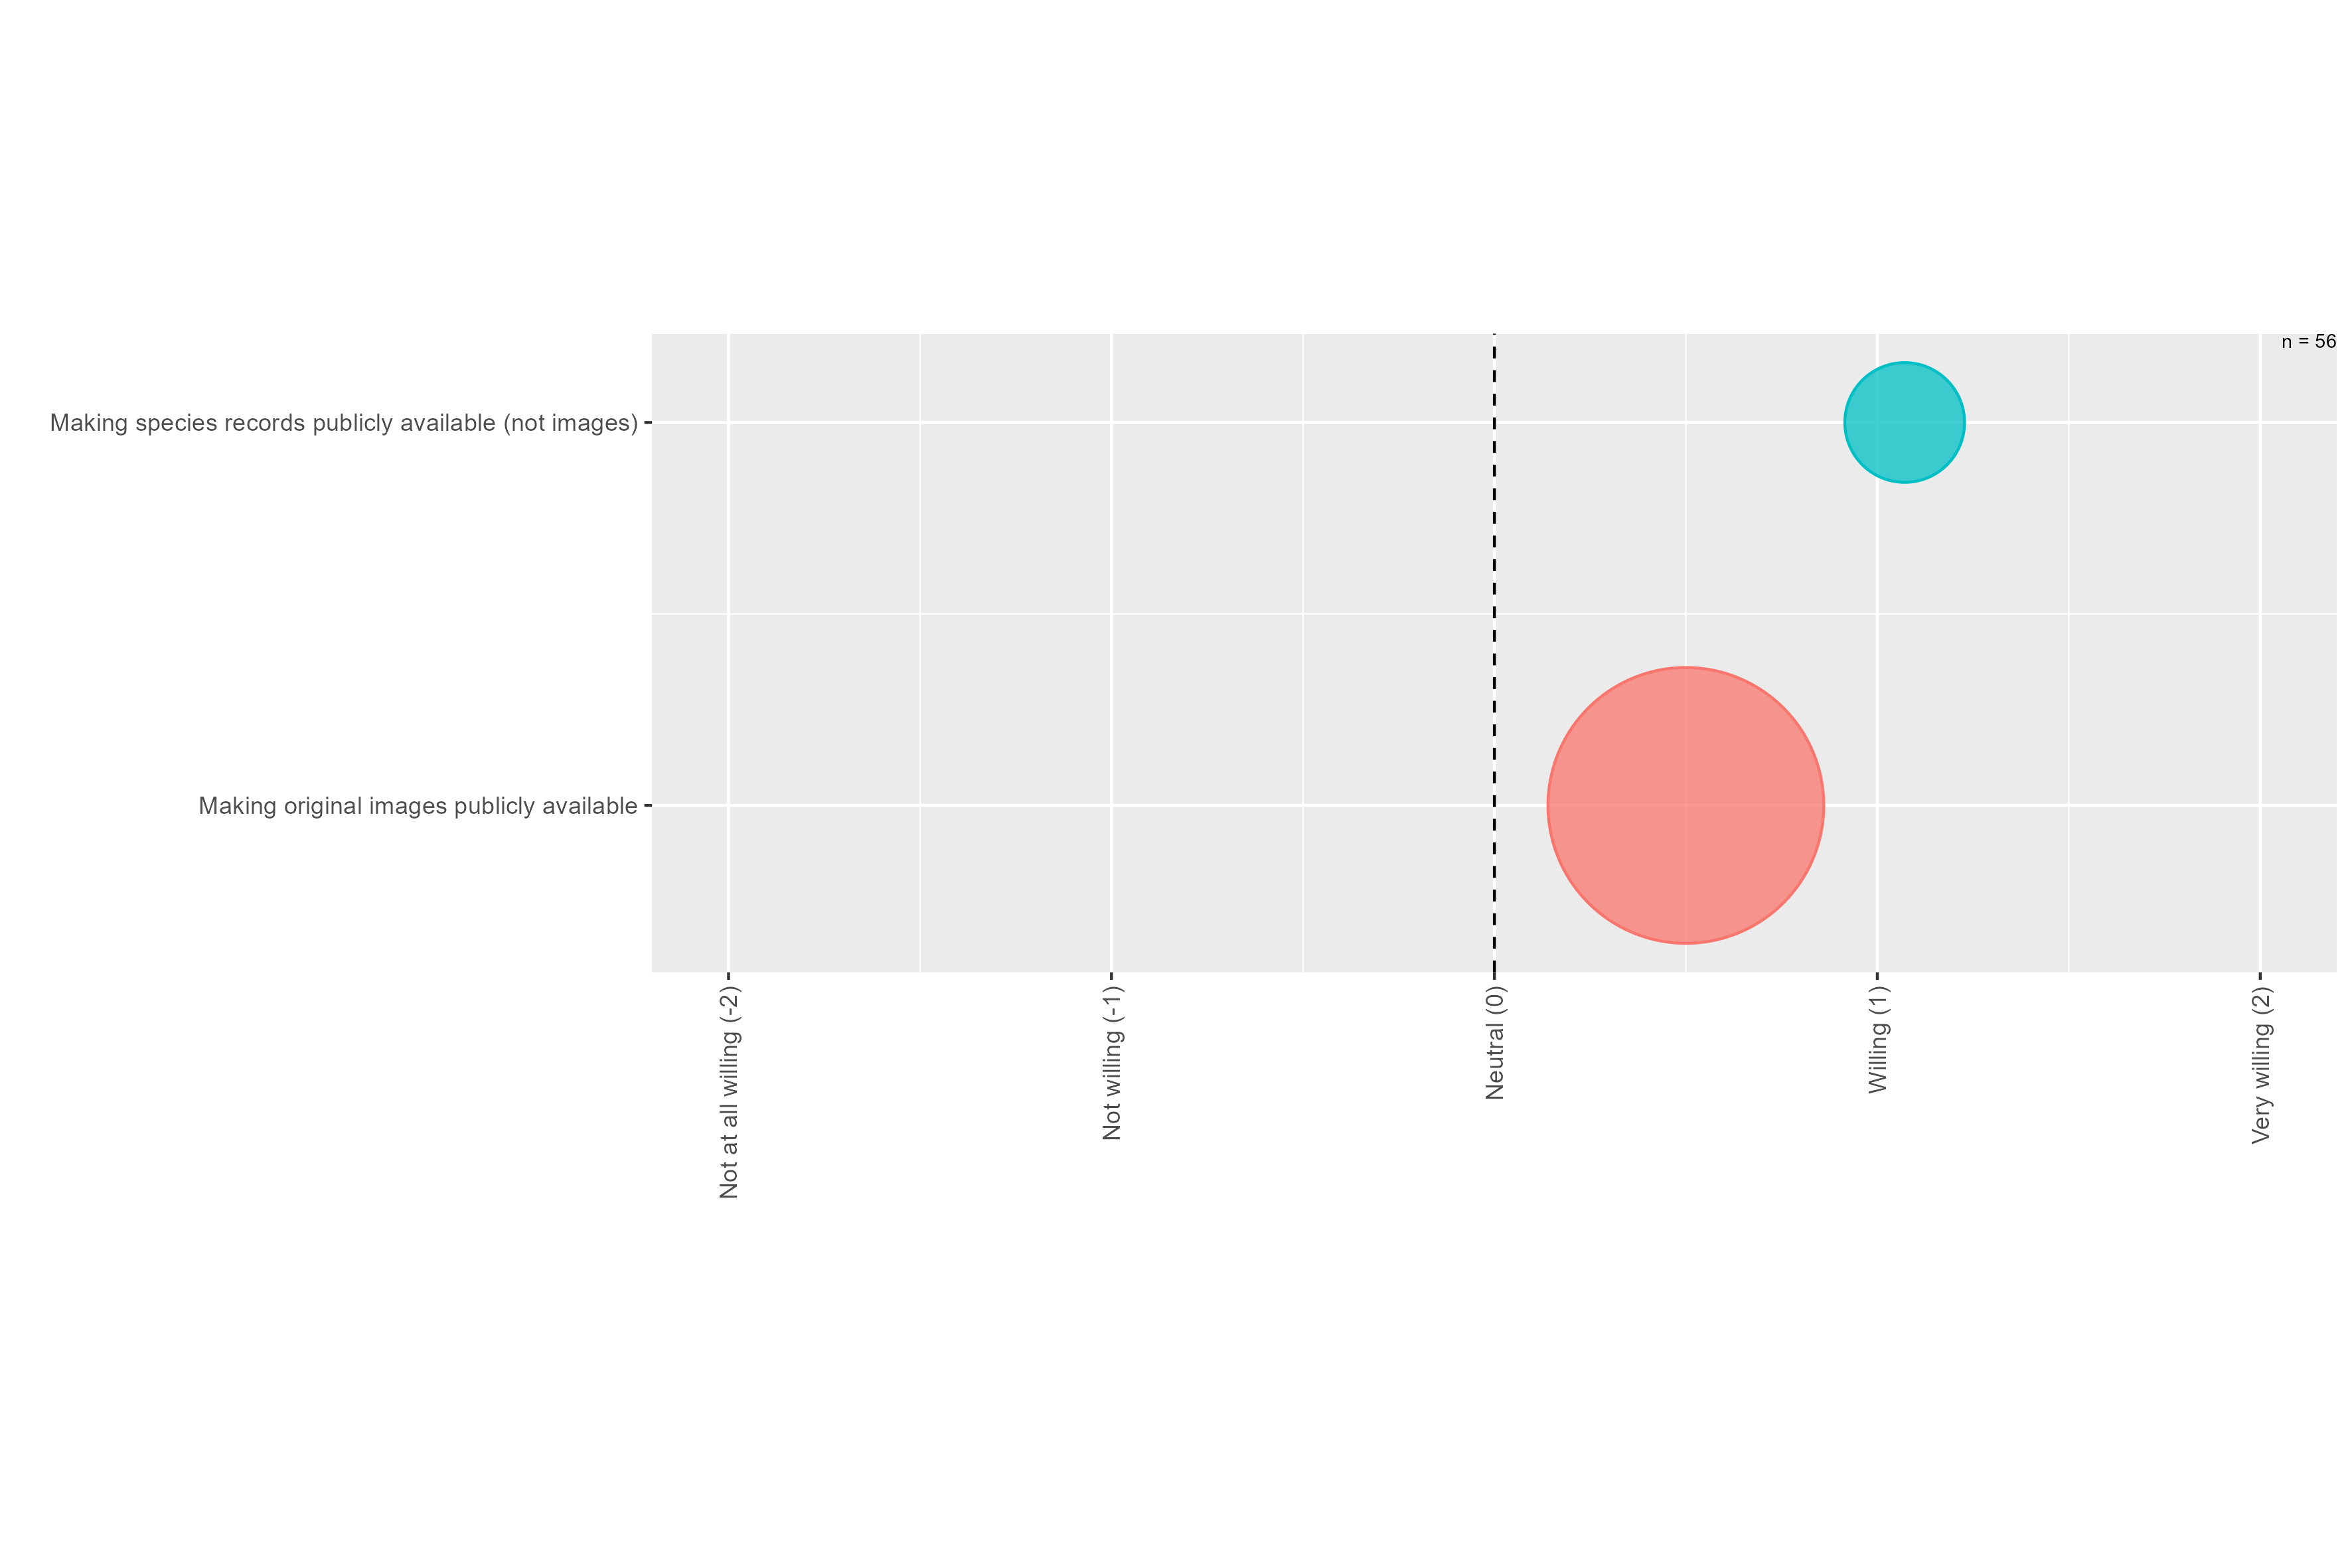 n = 56
Making species records publicly available (not images)
Making original images publicly available
Not at all willing (-2)
Not willing (-1)
Neutral (0)
Willing (1)
Very willing (2)